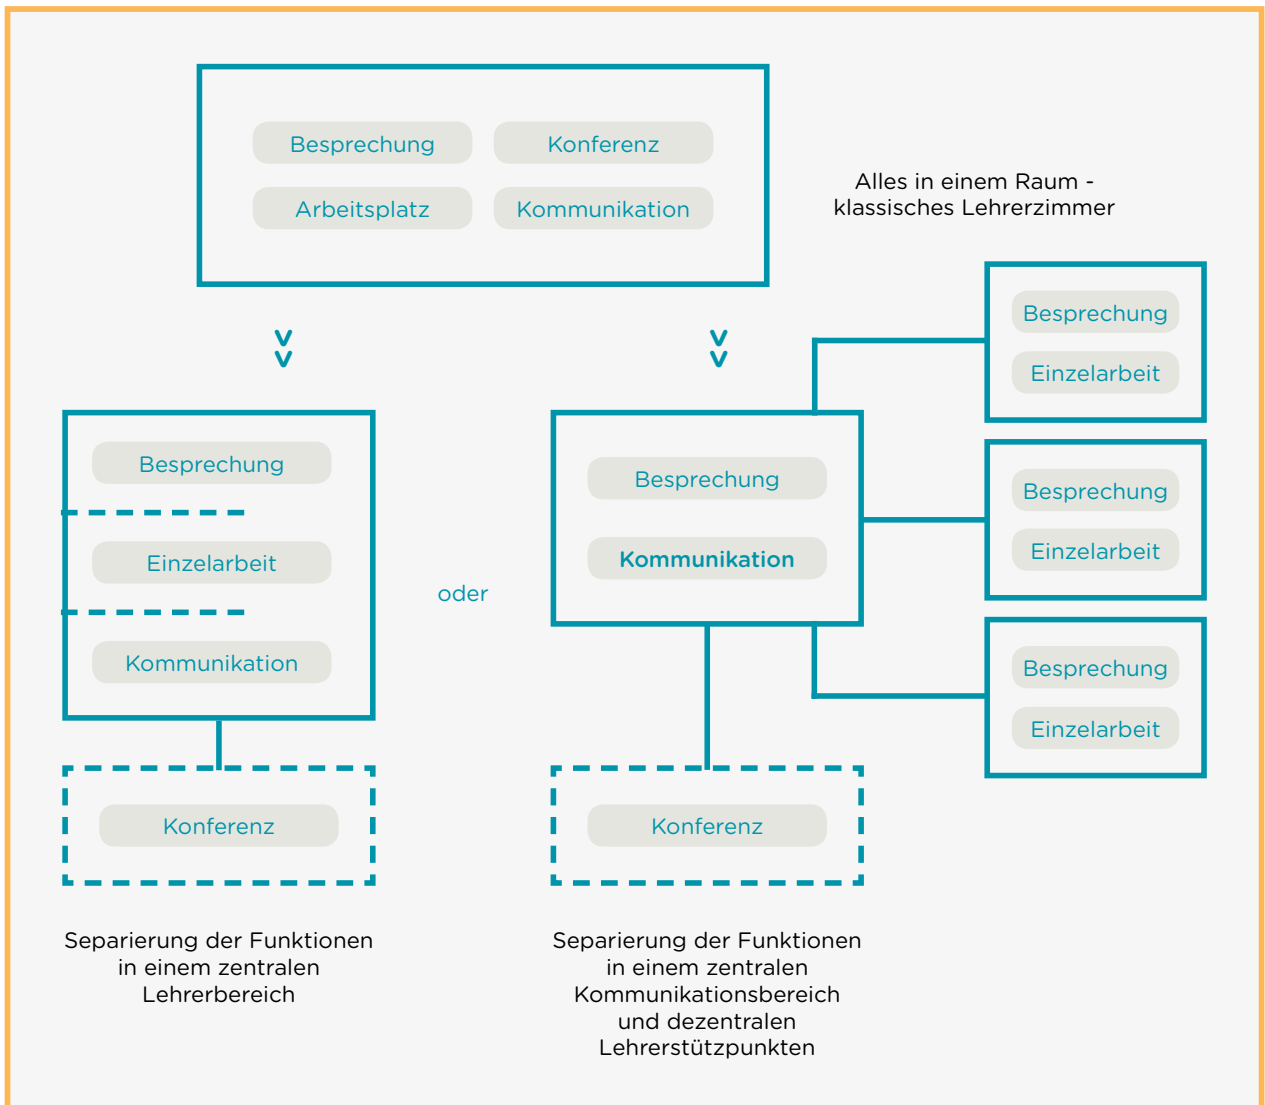 Besprechung
Konferenz
Arbeitsplatz
Kommunikation
Alles in einem Raum -
klassisches Lehrerzimmer
Besprechung
Einzelarbeit
Kommunikation
Konferenz
Separierung der Funktionen
in einem zentralen
Lehrerbereich
oder
Besprechung
Kommunikation
Konferenz
Separierung der Funktionen
in einem zentralen
Kommunikationsbereich
und dezentralen
Lehrerstützpunkten
Besprechung
Einzelarbeit
Besprechung
Einzelarbeit
Besprechung
Einzelarbeit